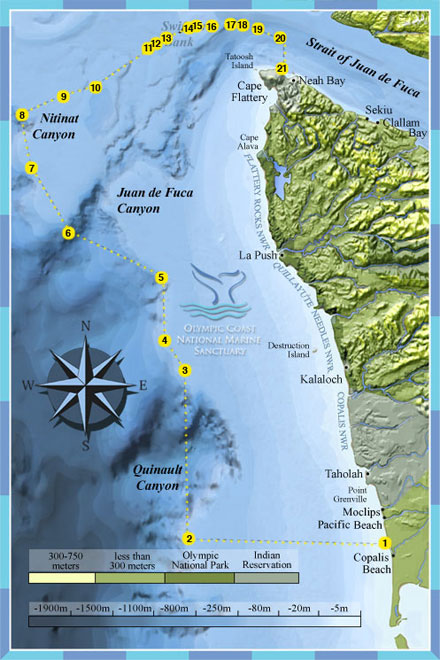 Swiftsure
Bank
14 15 16 17 18 19
11 12 13
20
21
Tatoosh
Island
Strait of Juan de Fuca
Neah Bay
Cape
Flattery
Sekiu
Clallam
Bay
8 9 10
Nitinat
Canyon
Cape
Alava
7
FLATTERY ROCKS NWR
Juan de Fuca
Canyon
6
La Push
QUILLAYUTE NEEDLES NWR
5
OLYMPIC COAST
NATIONAL MARINE
SANCTUARY
4
Destruction
Island
3
N
W E
S
Kalaloch
COPALIS NWR
Quinault
Canyon
Taholah
Point
Grenville
Moclips
Pacific Beach
2
1
Copalis
Beach
300-750
meters
less than
300 meters
Olympic
National Park
Indian
Reservation
-1900m -1500m -1100m -800m -250m -80m -20m -5m